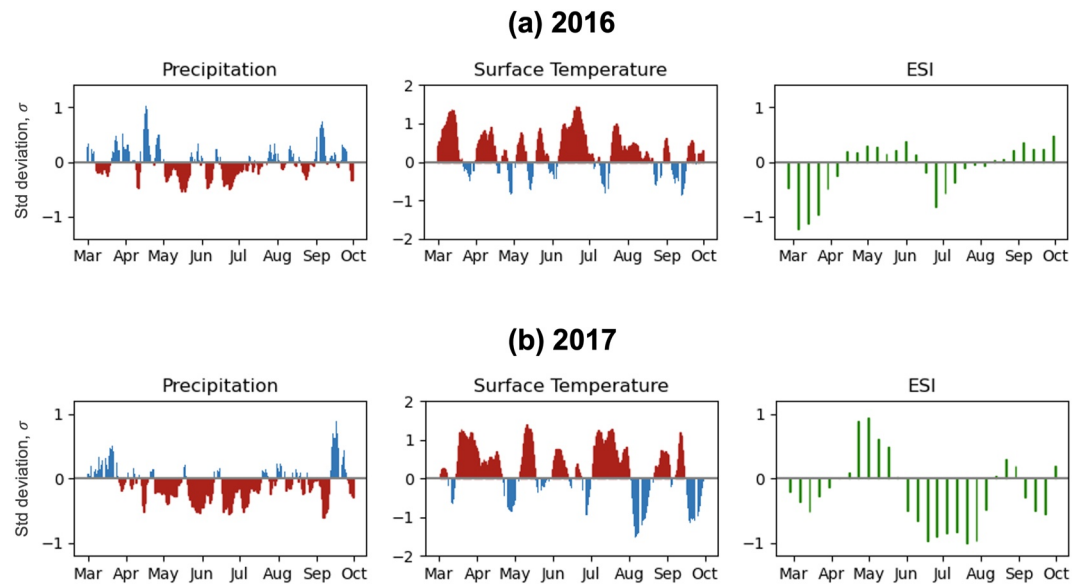 (a) 2016
Precipitation
Surface Temperature
ESI
Std deviation, σ
1
0
−1
Mar Apr May Jun Jul Aug Sep Oct
2
1
0
−1
−2
Mar Apr May Jun Jul Aug Sep Oct
1
0
−1
Mar Apr May Jun Jul Aug Sep Oct
(b) 2017
Precipitation
Surface Temperature
ESI
Std deviation, σ
1
0
−1
Mar Apr May Jun Jul Aug Sep Oct
2
1
0
−1
−2
Mar Apr May Jun Jul Aug Sep Oct
1
0
−1
Mar Apr May Jun Jul Aug Sep Oct